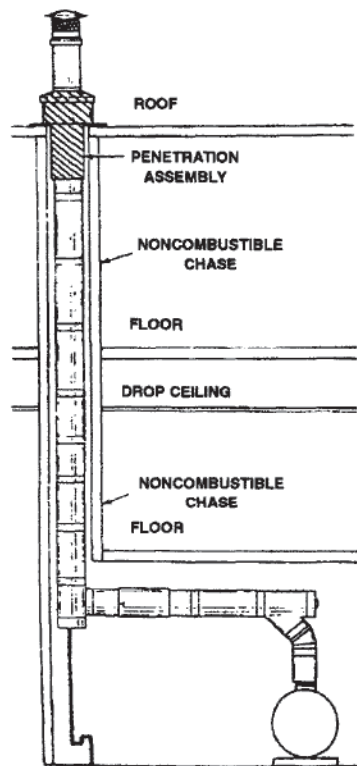 ROOF
PENETRATION
ASSEMBLY
NONCOMBUSTIBLE
CHASE
FLOOR
DROP CEILING
NONCOMBUSTIBLE
CHASE
FLOOR